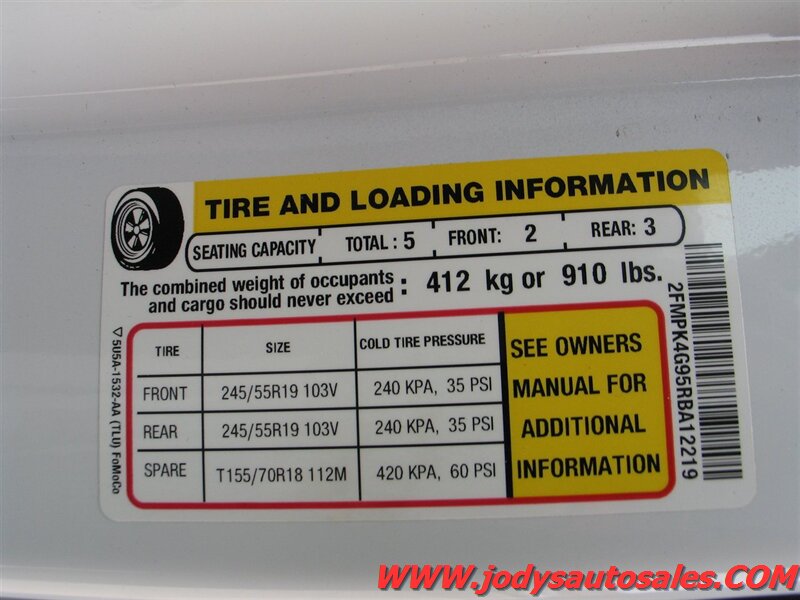 TIRE AND LOADING INFORMATION
SEATING CAPACITY TOTAL : 5 FRONT: 2 REAR: 3
The combined weight of occupants
and cargo should never exceed : 412 kg or 910 lbs.
TIRE SIZE COLD TIRE PRESSURE
FRONT 245/55R19 103V 240 KPA, 35 PSI
REAR 245/55R19 103V 240 KPA, 35 PSI
SPARE T155/70R18 112M 420 KPA, 60 PSI
SEE OWNERS
MANUAL FOR
ADDITIONAL
INFORMATION
2FMPK4G95RBA12219
5U5A-1532-AA (TLU) FoMoCo
WWW.jodysautosales.COM